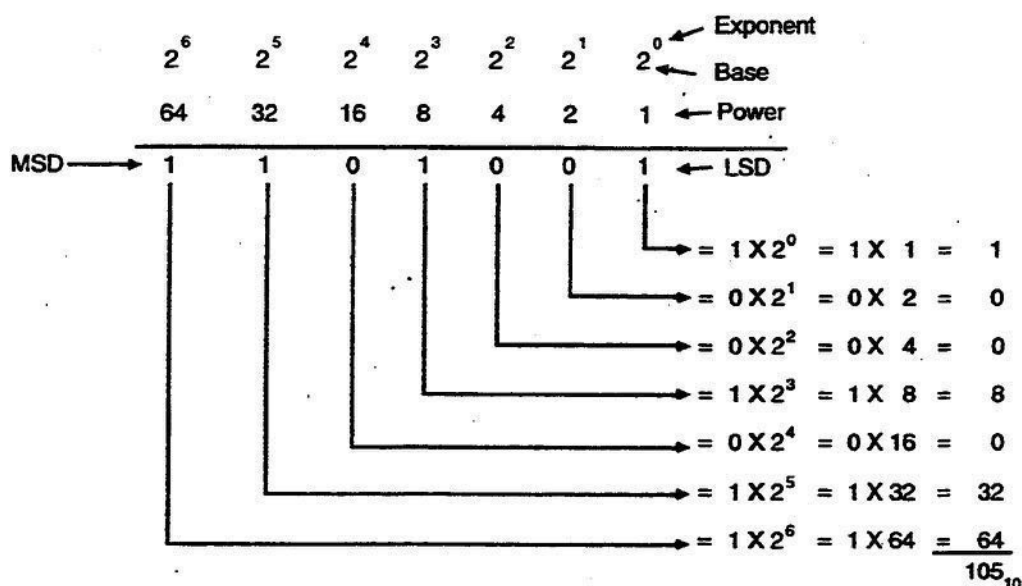 Exponent
2^6 2^5 2^4 2^3 2^2 2^1 2^0
Base
64 32 16 8 4 2 1 Power
MSD 1 1 0 1 0 0 1 LSD
= 1 X 2^0 = 1 X 1 = 1
= 0 X 2^1 = 0 X 2 = 0
= 0 X 2^2 = 0 X 4 = 0
= 1 X 2^3 = 1 X 8 = 8
= 0 X 2^4 = 0 X 16 = 0
= 1 X 2^5 = 1 X 32 = 32
= 1 X 2^6 = 1 X 64 = 64
105_10